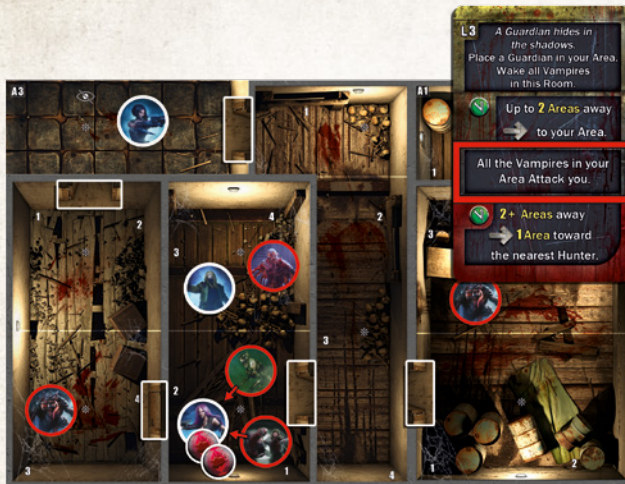 L3
A Guardian hides in
the shadows.
Place a Guardian in your Area.
Wake all Vampires
in this Room.
Up to 2 Areas away
to your Area.
All the Vampires in your
Area Attack you.
2+ Areas away
1 Area toward
the nearest Hunter.
A3
A1
1
1
2
3
4
2
3
3
4
2
1
3
4
1
2